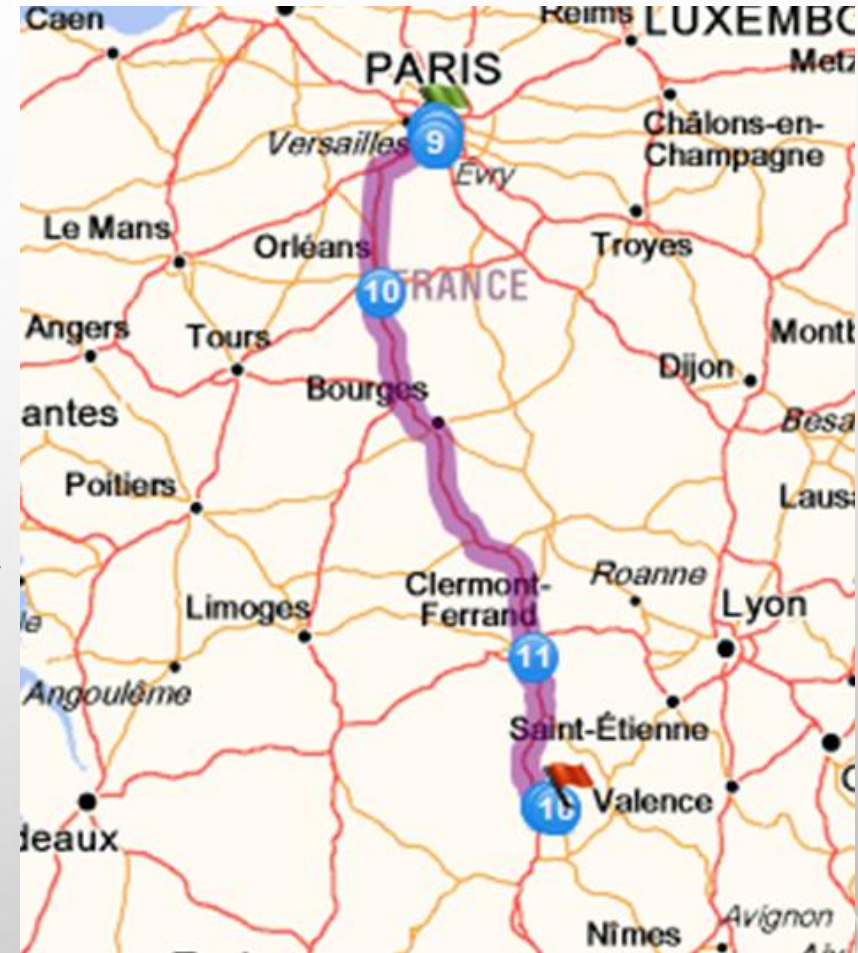 Caen
Reims
LUXEMBO
Metz
PARIS
Versailles
9
Evry
Châlons-en-
Champagne
Le Mans
Orléans
Troyes
10
FRANCE
Angers
Tours
Montb
Dijon
Bourges
antes
Besa
Poitiers
Lausa
Clermont-
Ferrand
Roanne
Limoges
Lyon
le
11
Angoulême
Saint-Étienne
Valence
deaux
Avignon
Nîmes